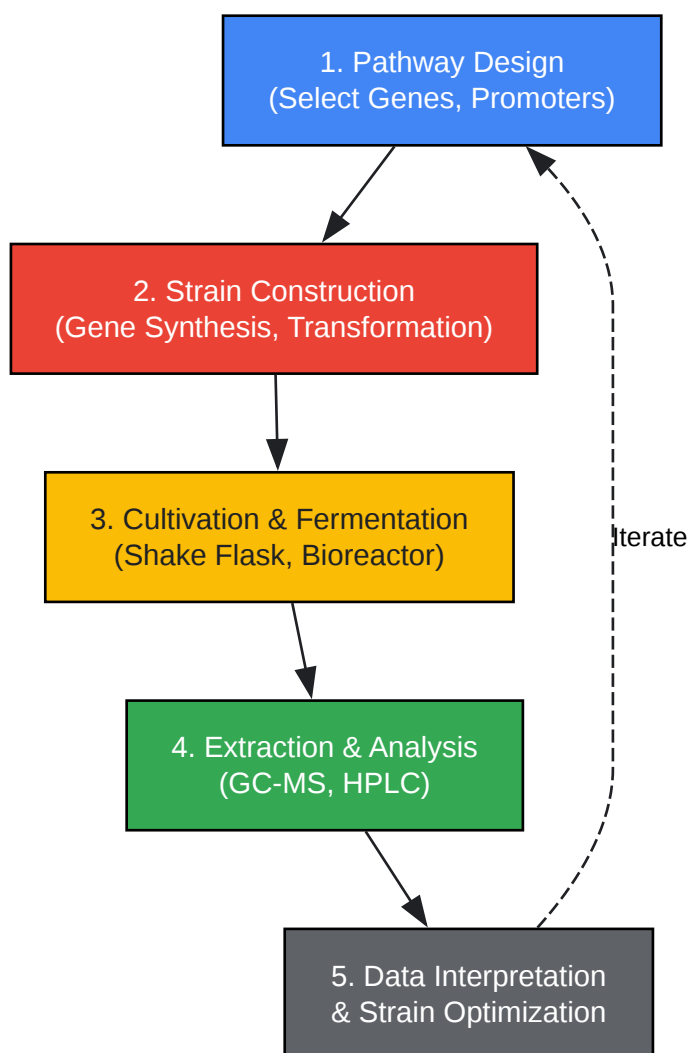 1. Pathway Design
(Select Genes, Promoters)
2. Strain Construction
(Gene Synthesis, Transformation)
3. Cultivation & Fermentation
(Shake Flask, Bioreactor)
Iterate
4. Extraction & Analysis
(GC-MS, HPLC)
5. Data Interpretation
& Strain Optimization